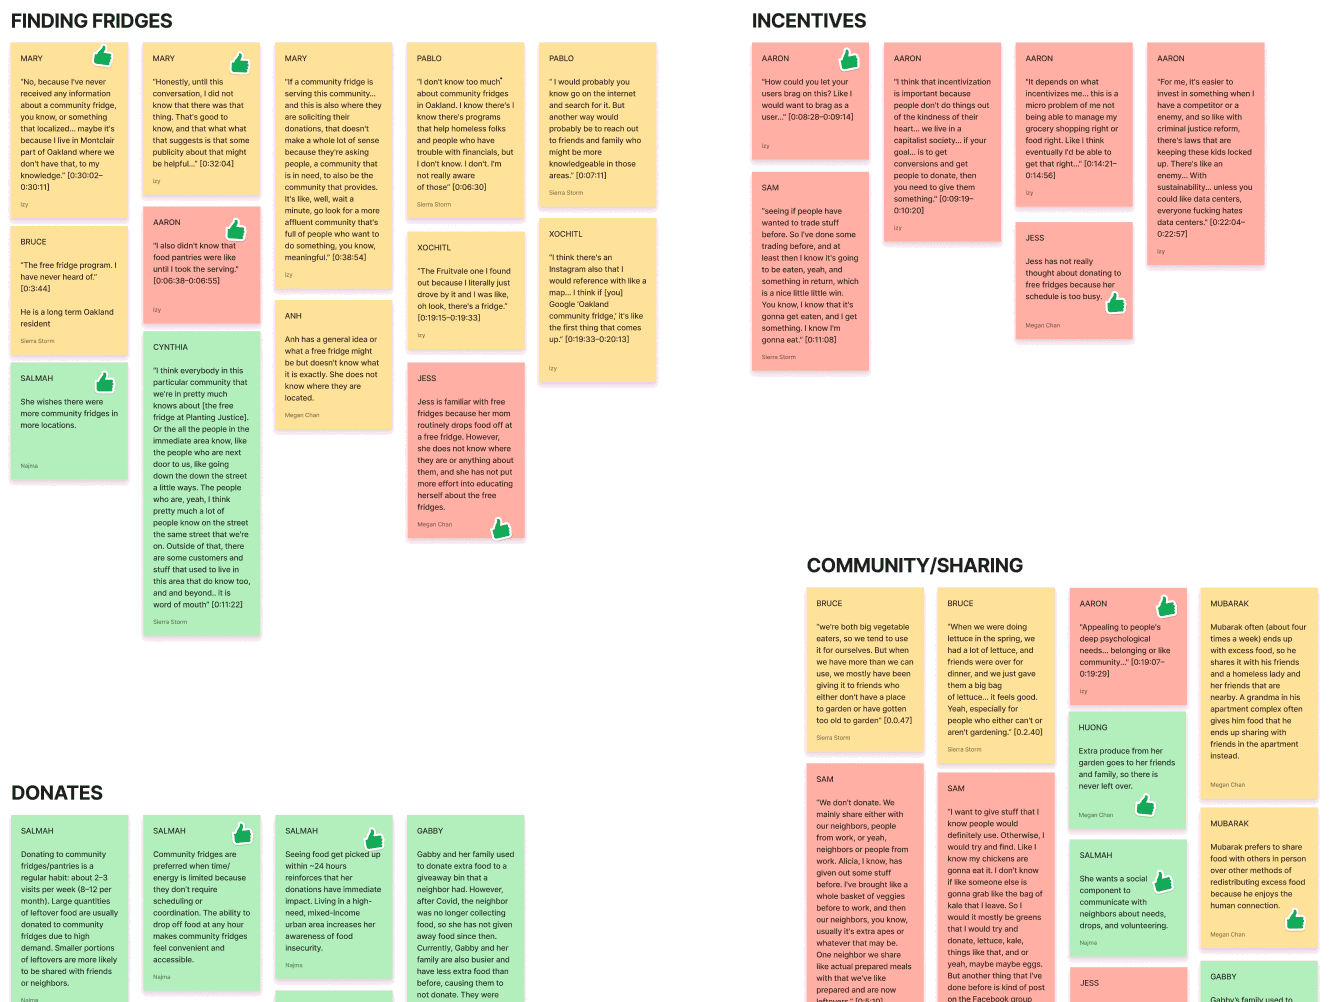 FINDING FRIDGES
MARY
"No, because I've never
received any information
about a community fridge,
you know, or something
that localized... maybe it's
because I live in Montclair
part of Oakland where we
don't have that, to my
knowledge." [0:30:02–
0:30:11]
Izy
BRUCE
"The free fridge program. I
have never heard of."
[0:3:44]
He is a long term Oakland
resident
Sierra Storm
SALMAH
She wishes there were
more community fridges in
more locations.
Najma
MARY
"Honestly, until this
conversation, I did not
know that there was that
thing. That's good to
know, and that what what
that suggests is that some
publicity about that might
be helpful..." [0:32:04]
Izy
AARON
"I also didn't know that
food pantries were like
until I took the serving."
[0:06:38–0:06:55]
Izy
CYNTHIA
"I think everybody in this
particular community that
we're in pretty much
knows about [the free
fridge at Planting Justice].
Or the all the people in the
immediate area know, like
the people who are next
door to us, like going
down the down the street
a little ways. The people
who are, yeah, I think
pretty much a lot of
people know on the street
the same street that we're
on. Outside of that, there
are some customers and
stuff that used to live in
this area that do know too,
and and beyond.. it is
word of mouth" [0:11:22]
Sierra Storm
MARY
"If a community fridge is
serving this community...
and this is also where they
are soliciting their
donations, that doesn't
make a whole lot of sense
because they're asking
people, a community that
is in need, to also be the
community that provides.
It's like, well, wait a
minute, go look for a more
affluent community that's
full of people who want to
do something, you know,
meaningful." [0:38:54]
Izy
ANH
Anh has a general idea or
what a free fridge might
be but doesn't know what
it is exactly. She does not
know where they are
located.
Megan Chan
PABLO
"I don't know too much"
about community fridges
in Oakland. I know there's I
know there's programs
that help homeless folks
and people who have
trouble with financials, but
I don't know. I don't. I'm
not really aware
of those" [0:06:30]
Sierra Storm
XOCHITL
"The Fruitvale one I found
out because I literally just
drove by it and I was like,
oh look, there's a fridge."
[0:19:15–0:19:33]
Izy
JESS
Jess is familiar with free
fridges because her mom
routinely drops food off at
a free fridge. However,
she does not know where
they are or anything about
them, and she has not put
more effort into educating
herself about the free
fridges.
Megan Chan
PABLO
" I would probably you
know go on the internet
and search for it. But
another way would
probably be to reach out
to friends and family who
might be more
knowledgeable in those
areas." [0:07:11]
Sierra Storm
XOCHITL
"I think there's an
Instagram also that I
would reference with like a
map... I think if [you]
Google 'Oakland
community fridge,' it's like
the first thing that comes
up." [0:19:33–0:20:13]
Izy
INCENTIVES
AARON
"How could you let your
users brag on this? Like I
would want to brag as a
user..." [0:08:28–0:09:14]
Izy
SAM
"seeing if people have
wanted to trade stuff
before. So I've done some
trading before, and at
least then I know it's going
to be eaten, yeah, and
something in return, which
is a nice little little win.
You know, I know that it's
gonna get eaten, and I get
something. I know I'm
gonna eat." [0:11:08]
Sierre Storm
AARON
"I think that incentivization
is important because
people don't do things out
of the kindness of their
heart... we live in a
capitalist society... if your
goal... is to get
conversions and get
people to donate, then
you need to give them
something." [0:09:19–
0:10:20]
Izy
AARON
"It depends on what
incentivizes me... this is a
micro problem of me not
being able to manage my
grocery shopping right or
food right. Like I think
eventually I'd be able to
get that right..." [0:14:21–
0:14:56]
Izy
JESS
Jess has not really
thought about donating to
free fridges because her
schedule is too busy.
Megan Chan
AARON
"For me, it's easier to
invest in something when I
have a competitor or a
enemy, and so like with
criminal justice reform,
there's laws that are
keeping these kids locked
up. There's like an
enemy... With
sustainability... unless you
could like data centers,
everyone fucking hates
data centers." [0:22:04–
0:22:57]
Izy
COMMUNITY/SHARING
BRUCE
"we're both big vegetable
eaters, so we tend to use
it for ourselves. But when
we have more than we can
use, we mostly have been
giving it to friends who
either don't have a place
to garden or have gotten
too old to garden" [0.0.47]
Sierra Storm
SAM
"We don't donate. We
mainly share either with
our neighbors, people
from work, or yeah,
neighbors or people from
work. Alicia, I know, has
given out some stuff
before. I've brought like a
whole basket of veggies
before to work, and then
our neighbors, you know,
usually it's extra apes or
whatever that may be.
One neighbor we share
like actual prepared meals
with that we've like
prepared and are now
leftovers." [0:5:10]
BRUCE
"When we were doing
lettuce in the spring, we
had a lot of lettuce, and
friends were over for
dinner, and we just gave
them a big bag
of lettuce... it feels good.
Yeah, especially for
people who either can't or
aren't gardening." [0.2.40]
Sierra Storm
SAM
"I want to give stuff that I
know people would
definitely use. Otherwise, I
would try and find. Like I
know my chickens are
gonna eat it. I don't know
if like someone else is
gonna grab like the bag of
kale that I leave. So I
would it mostly be greens
that I would try and
donate, lettuce, kale,
things like that, and or
yeah, maybe maybe eggs.
But another thing that I've
done before is kind of post
on the Facebook group
AARON
"Appealing to people's
deep psychological
needs... belonging or like
community..." [0:19:07–
0:19:29]
Izy
HUONG
Extra produce from her
garden goes to her friends
and family, so there is
never left over.
Megan Chan
SALMAH
She wants a social
component to
communicate with
neighbors about needs,
drops, and volunteering.
Najma
JESS
MUBARAK
Mubarak often (about four
times a week) ends up
with excess food, so he
shares it with his friends
and a homeless lady and
her friends that are
nearby. A grandma in his
apartment complex often
gives him food that he
ends up sharing with
friends in the apartment
instead.
Megan Chan
MUBARAK
Mubarak prefers to share
food with others in person
over other methods of
redistributing excess food
because he enjoys the
human connection.
Megan Chan
GABBY
Gabby's family used to
DONATES
SALMAH
Donating to community
fridges/pantries is a
regular habit: about 2–3
visits per week (8–12 per
month). Large quantities
of leftover food are usually
donated to community
fridges due to high
demand. Smaller portions
of leftovers are more likely
to be shared with friends
or neighbors.
Najma
SALMAH
Community fridges are
preferred when time/
energy is limited because
they don't require
scheduling or
coordination. The ability to
drop off food at any hour
makes community fridges
feel convenient and
accessible.
Najma
SALMAH
Seeing food get picked up
within ~24 hours
reinforces that her
donations have immediate
impact. Living in a high-
need, mixed-income
urban area increases her
awareness of food
insecurity.
Najma
GABBY
Gabby and her family used
to donate extra food to a
giveaway bin that a
neighbor had. However,
after Covid, the neighbor
was no longer collecting
food, so she has not given
away food since then.
Currently, Gabby and her
family are also busier and
have less extra food than
before, causing them to
not donate. They were